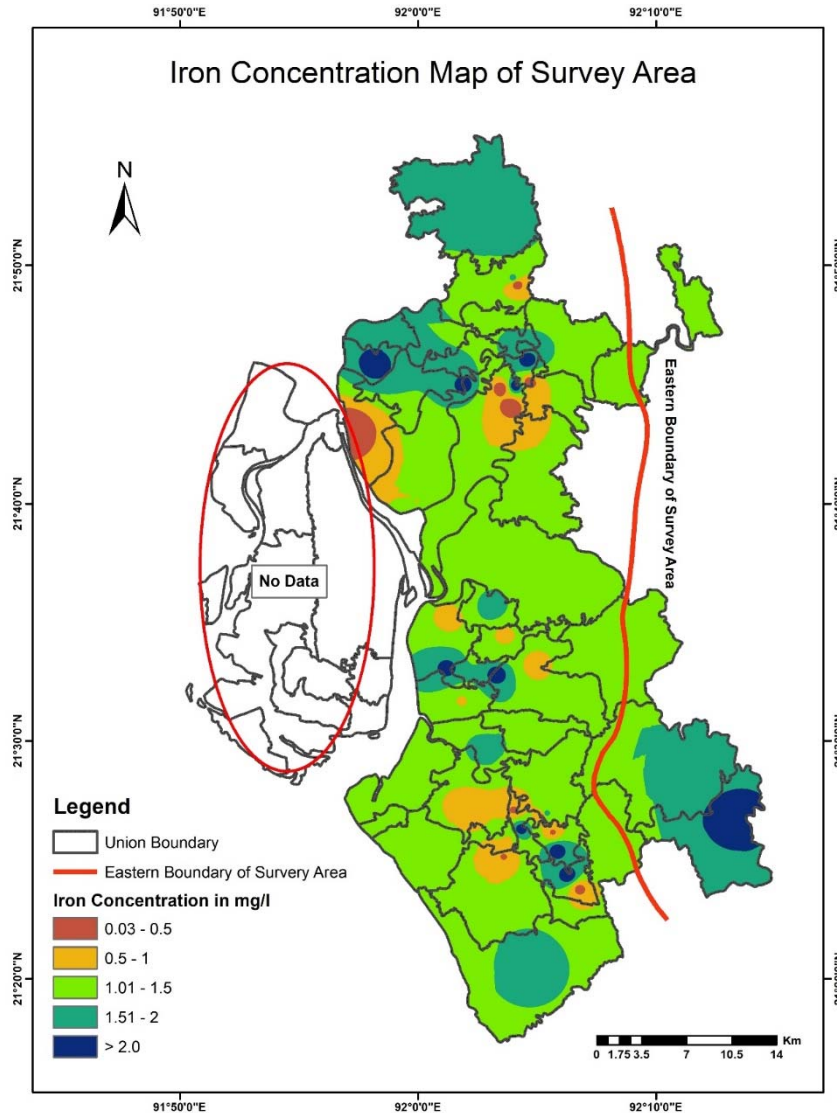 91°50'0"E 92°0'0"E 92°10'0"E
Iron Concentration Map of Survey Area
N
21°50'0"N
21°40'0"N
21°30'0"N
21°20'0"N
Eastern Boundary of Survey Area
No Data
Legend
Union Boundary
Eastern Boundary of Survery Area
Iron Concentration in mg/l
0.03 - 0.5
0.5 - 1
1.01 - 1.5
1.51 - 2
> 2.0
Km
0 1.75 3.5 7 10.5 14
91°50'0"E 92°0'0"E 92°10'0"E